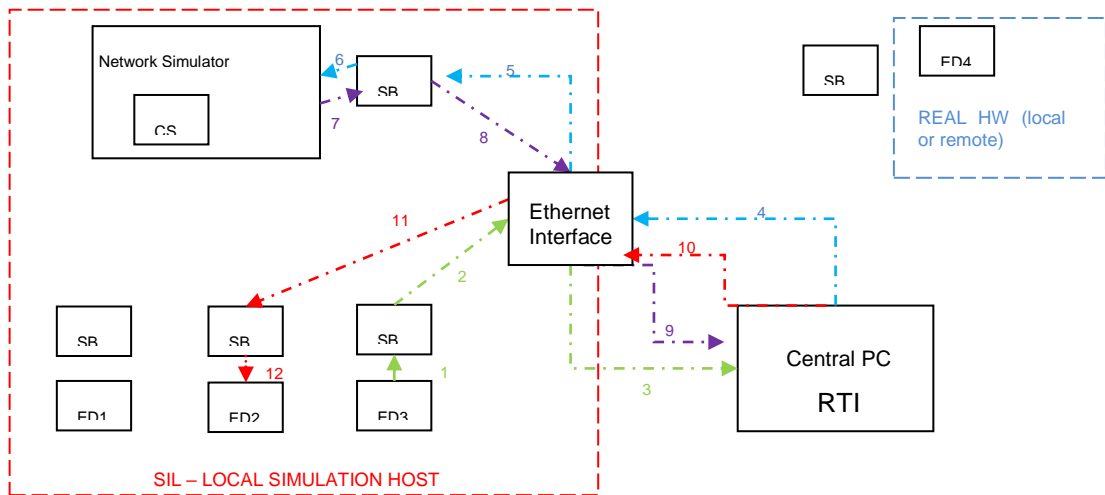 Network Simulator
CS
6
SB
5
7
8
SB
ED4
REAL HW (local
or remote)
Ethernet
Interface
11
2
4
10
9
3
Central PC
RTI
SB
SB
SB
12
1
ED1
ED2
ED3
SIL – LOCAL SIMULATION HOST